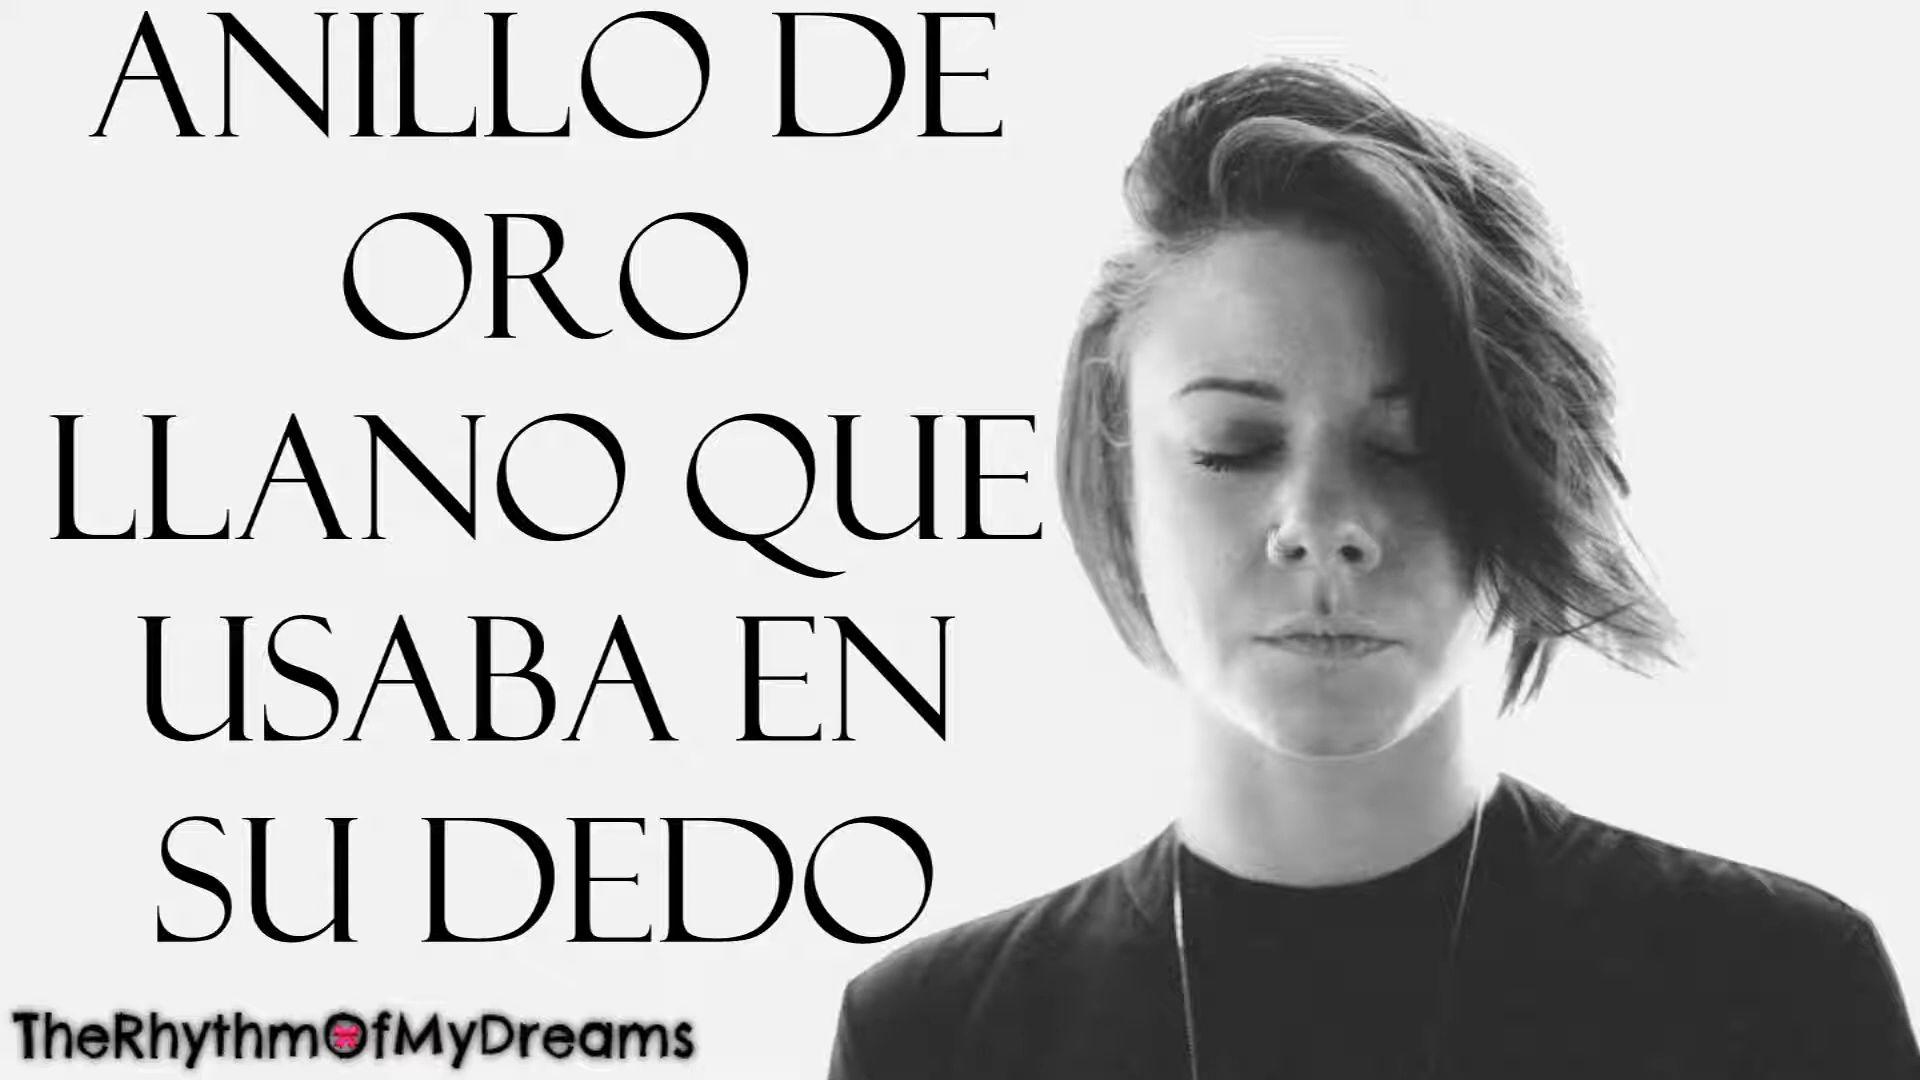 ANILLO DE
ORO
LLANO QUE
USABA EN
SU DEDO
TheRhythmOfMyDreams